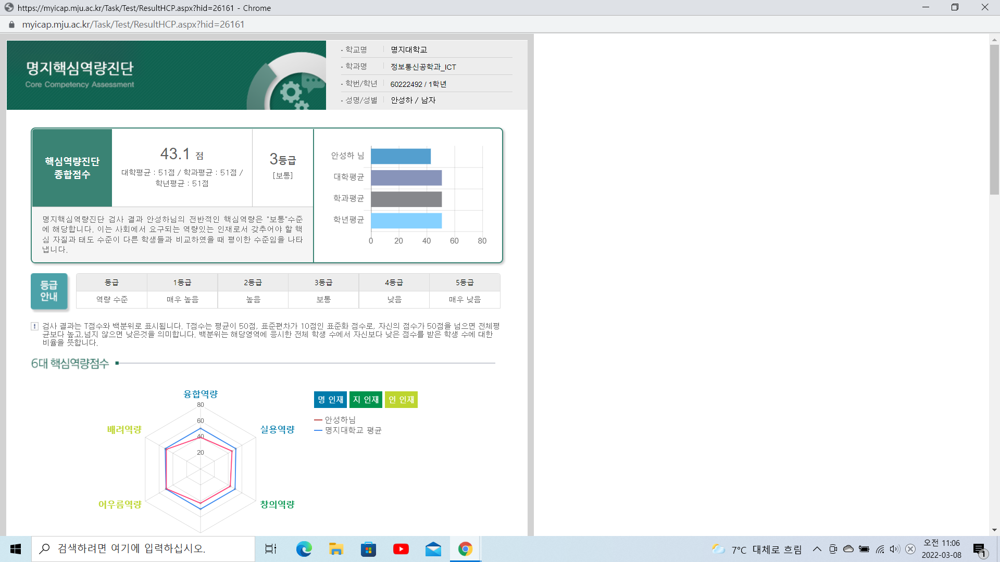 https://myicap.mju.ac.kr/Task/Test/ResultHCP.aspx?hid=26161 - Chrome
myicap.mju.ac.kr/Task/Test/ResultHCP.aspx?hid=26161
명지핵심역량진단
Core Competency Assessment
- 학교명 명지대학교
- 학과명 정보통신공학과_ICT
- 학번/학년 60222492 / 1학년
- 성명/성별 안성하 / 남자
핵심역량진단
종합점수
43.1 점
대학평균 : 51점 / 학과평균 : 51점 /
학년평균 : 51점
3등급
[보통]
명지핵심역량진단 검사 결과 안성하님의 전반적인 핵심역량은 "보통"수준
에 해당합니다. 이는 사회에서 요구되는 역량있는 인재로서 갖추어야 할 핵
심 자질과 태도 수준이 다른 학생들과 비교하였을 때 평이한 수준임을 나타
냅니다.
안성하 님
대학평균
학과평균
학년평균
0 20 40 60 80
등급
안내
등급 1등급 2등급 3등급 4등급 5등급
역량 수준 매우 높음 높음 보통 낮음 매우 낮음
! 검사 결과는 T점수와 백분위로 표시됩니다. T점수는 평균이 50점, 표준편차가 10점인 표준화 점수로, 자신의 점수가 50점을 넘으면 전체평
균보다 높고,넘지 않으면 낮은것을 의미합니다. 백분위는 해당영역에 응시한 전체 학생 수에서 자신보다 낮은 점수를 받은 학생 수에 대한
비율을 뜻합니다.
6대 핵심역량점수
융합역량
80
60
40
20
배려역량
실용역량
어우름역량
창의역량
명 인재 지 인재 인 인재
안성하님
명지대학교 평균
검색하려면 여기에 입력하십시오.
7°C 대체로 흐림
오전 11:06
2022-03-08
1